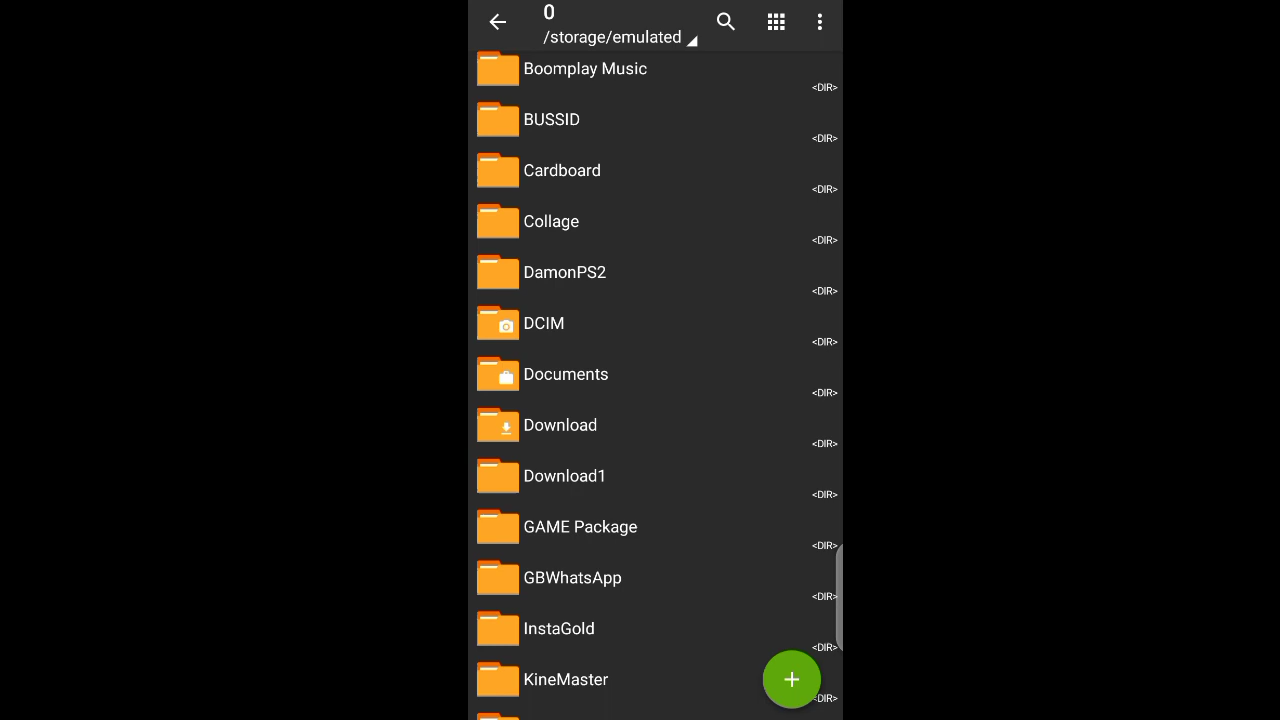 0
/storage/emulated
Boomplay Music
<DIR>
BUSSID
<DIR>
Cardboard
<DIR>
Collage
<DIR>
DamonPS2
<DIR>
DCIM
<DIR>
Documents
<DIR>
Download
<DIR>
Download1
<DIR>
GAME Package
<DIR>
GBWhatsApp
<DIR>
InstaGold
<DIR>
KineMaster
DIR>